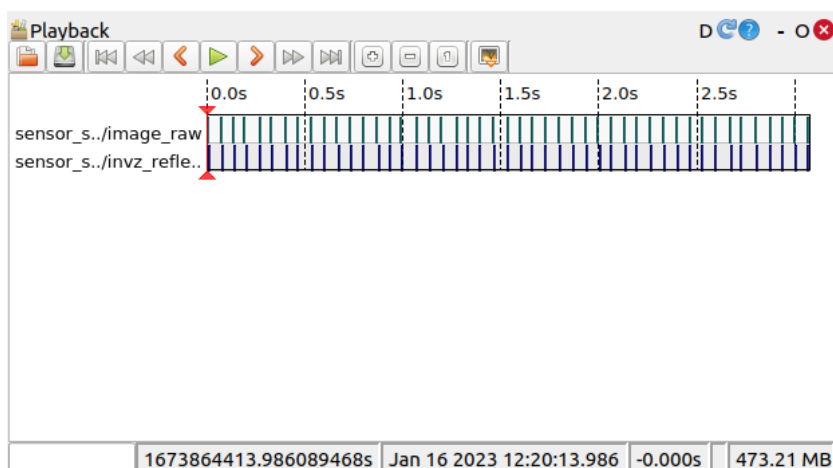 Playback
D - O
0.0s 0.5s 1.0s 1.5s 2.0s 2.5s
sensor_s../image_raw
sensor_s../invz_refle..
1673864413.986089468s Jan 16 2023 12:20:13.986 -0.000s 473.21 MB